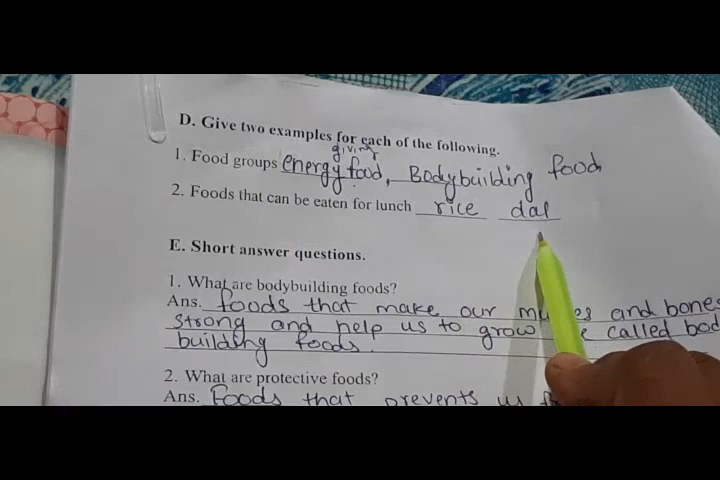 D. Give two examples for each of the following.
giving
1. Food groups energy food, Bodybuilding food
2. Foods that can be eaten for lunch rice dal
E. Short answer questions.
1. What are bodybuilding foods?
Ans. foods that make our and bones
strong and help us to grow called bod
building foods.
2. What are protective foods?
Ans. Foods that prevents us